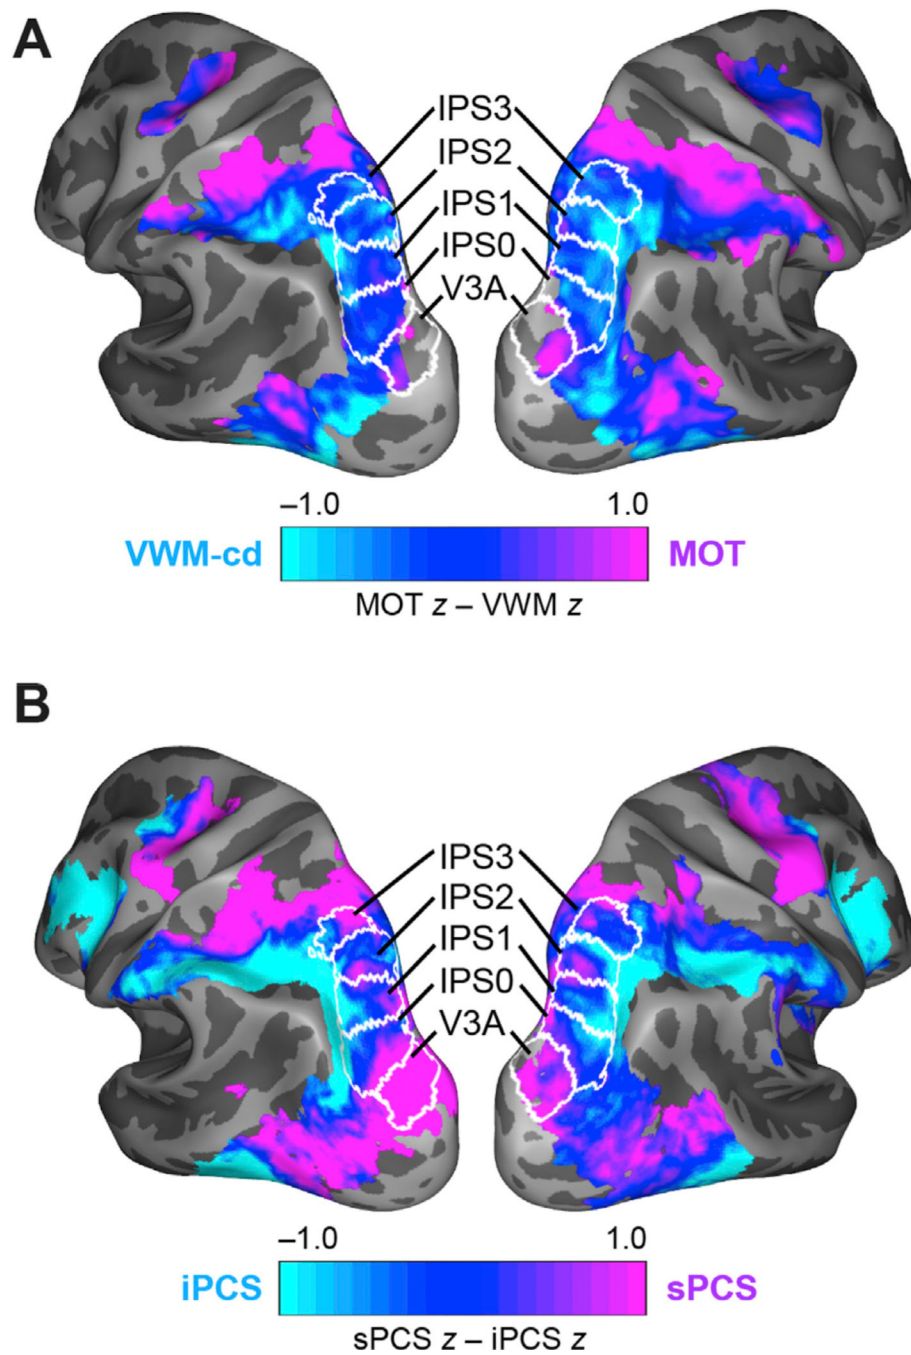 A
IPS3
IPS2
IPS1
IPS0
V3A
–1.0 1.0
VWM-cd MOT
MOT z – VWM z
B
IPS3
IPS2
IPS1
IPS0
V3A
–1.0 1.0
iPCS sPCS
sPCS z – iPCS z